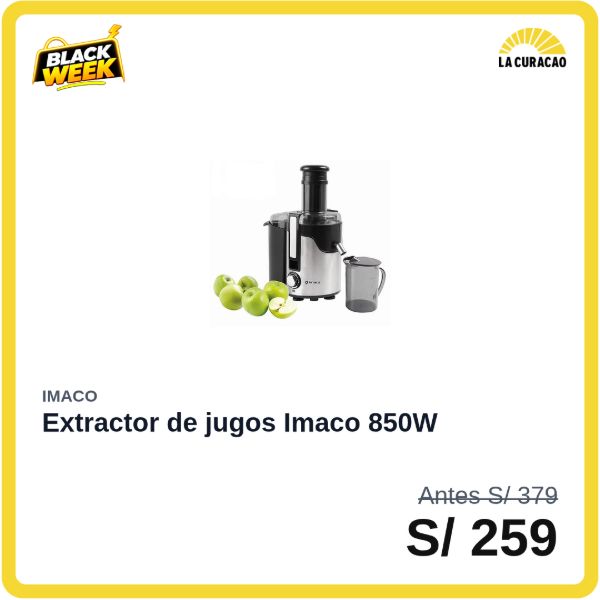 BLACK
WEEK
LA CURACAO
IMACO
Extractor de jugos Imaco 850W
Antes S/ 379
S/ 259